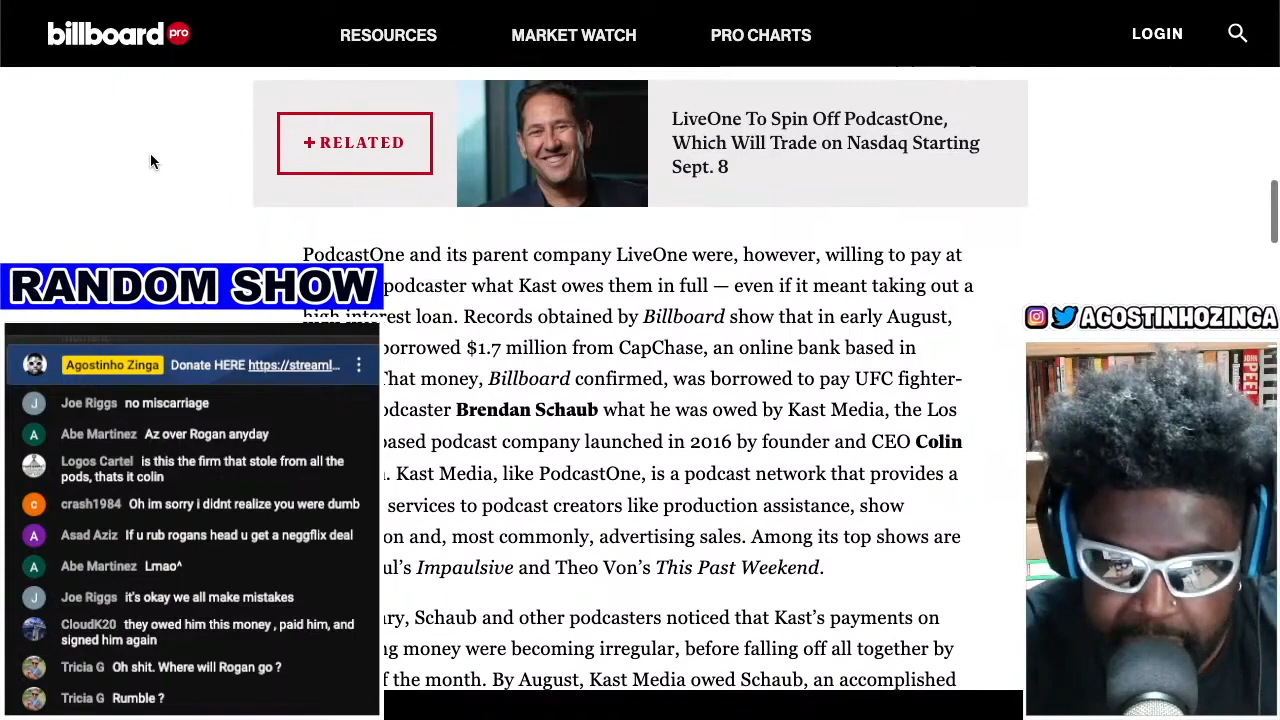 billboard pro
RESOURCES
MARKET WATCH
PRO CHARTS
LOGIN
+RELATED
LiveOne To Spin Off PodcastOne,
Which Will Trade on Nasdaq Starting
Sept. 8
PodcastOne and its parent company LiveOne were, however, willing to pay at
podcaster what Kast owes them in full — even if it meant taking out a
high interest loan. Records obtained by Billboard show that in early August,
borrowed $1.7 million from CapChase, an online bank based in
That money, Billboard confirmed, was borrowed to pay UFC fighter-
podcaster Brendan Schaub what he was owed by Kast Media, the Los
based podcast company launched in 2016 by founder and CEO Colin
. Kast Media, like PodcastOne, is a podcast network that provides a
services to podcast creators like production assistance, show
on and, most commonly, advertising sales. Among its top shows are
ul's Impaulsive and Theo Von's This Past Weekend.
ry, Schaub and other podcasters noticed that Kast's payments on
ng money were becoming irregular, before falling off all together by
f the month. By August, Kast Media owed Schaub, an accomplished
RANDOM SHOW
Agostinho Zinga Donate HERE https://streaml...
Joe Riggs no miscarriage
Abe Martinez Az over Rogan anyday
Logos Cartel is this the firm that stole from all the
pods, thats it colin
crash1984 Oh im sorry i didnt realize you were dumb
Asad Aziz If u rub rogans head u get a neggflix deal
Abe Martinez Lmao^
Joe Riggs it's okay we all make mistakes
CloudK20 they owed him this money , paid him, and
signed him again
Tricia G Oh shit. Where will Rogan go ?
Tricia G Rumble ?
@AGOSTINHOZINGA
JOHN PEEL